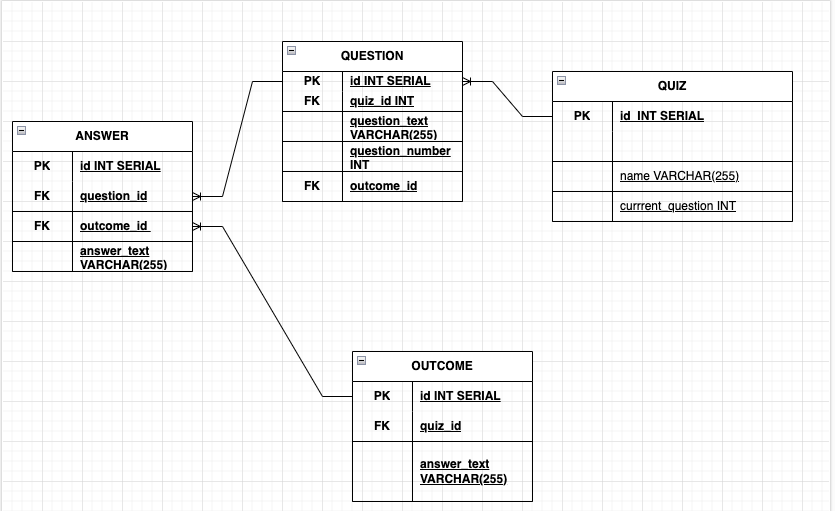 QUESTION
PK id INT SERIAL
FK quiz_id INT
question_text
VARCHAR(255)
question_number
INT
FK outcome_id
QUIZ
PK id INT SERIAL
name VARCHAR(255)
currrent_question INT
ANSWER
PK id INT SERIAL
FK question_id
FK outcome_id
answer_text
VARCHAR(255)
OUTCOME
PK id INT SERIAL
FK quiz_id
answer_text
VARCHAR(255)